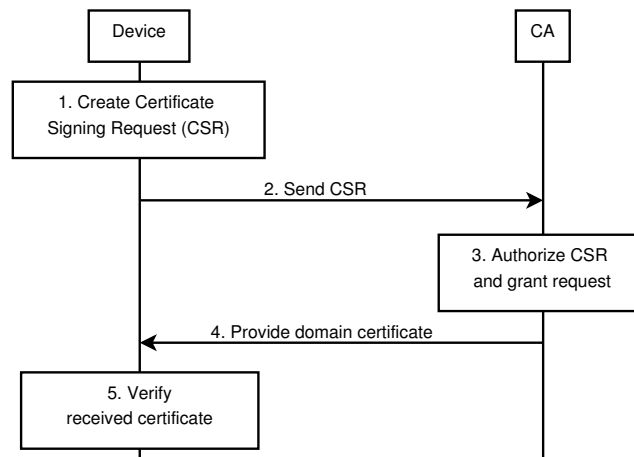 Device
CA
1. Create Certificate
Signing Request (CSR)
2. Send CSR
3. Authorize CSR
and grant request
4. Provide domain certificate
5. Verify
received certificate